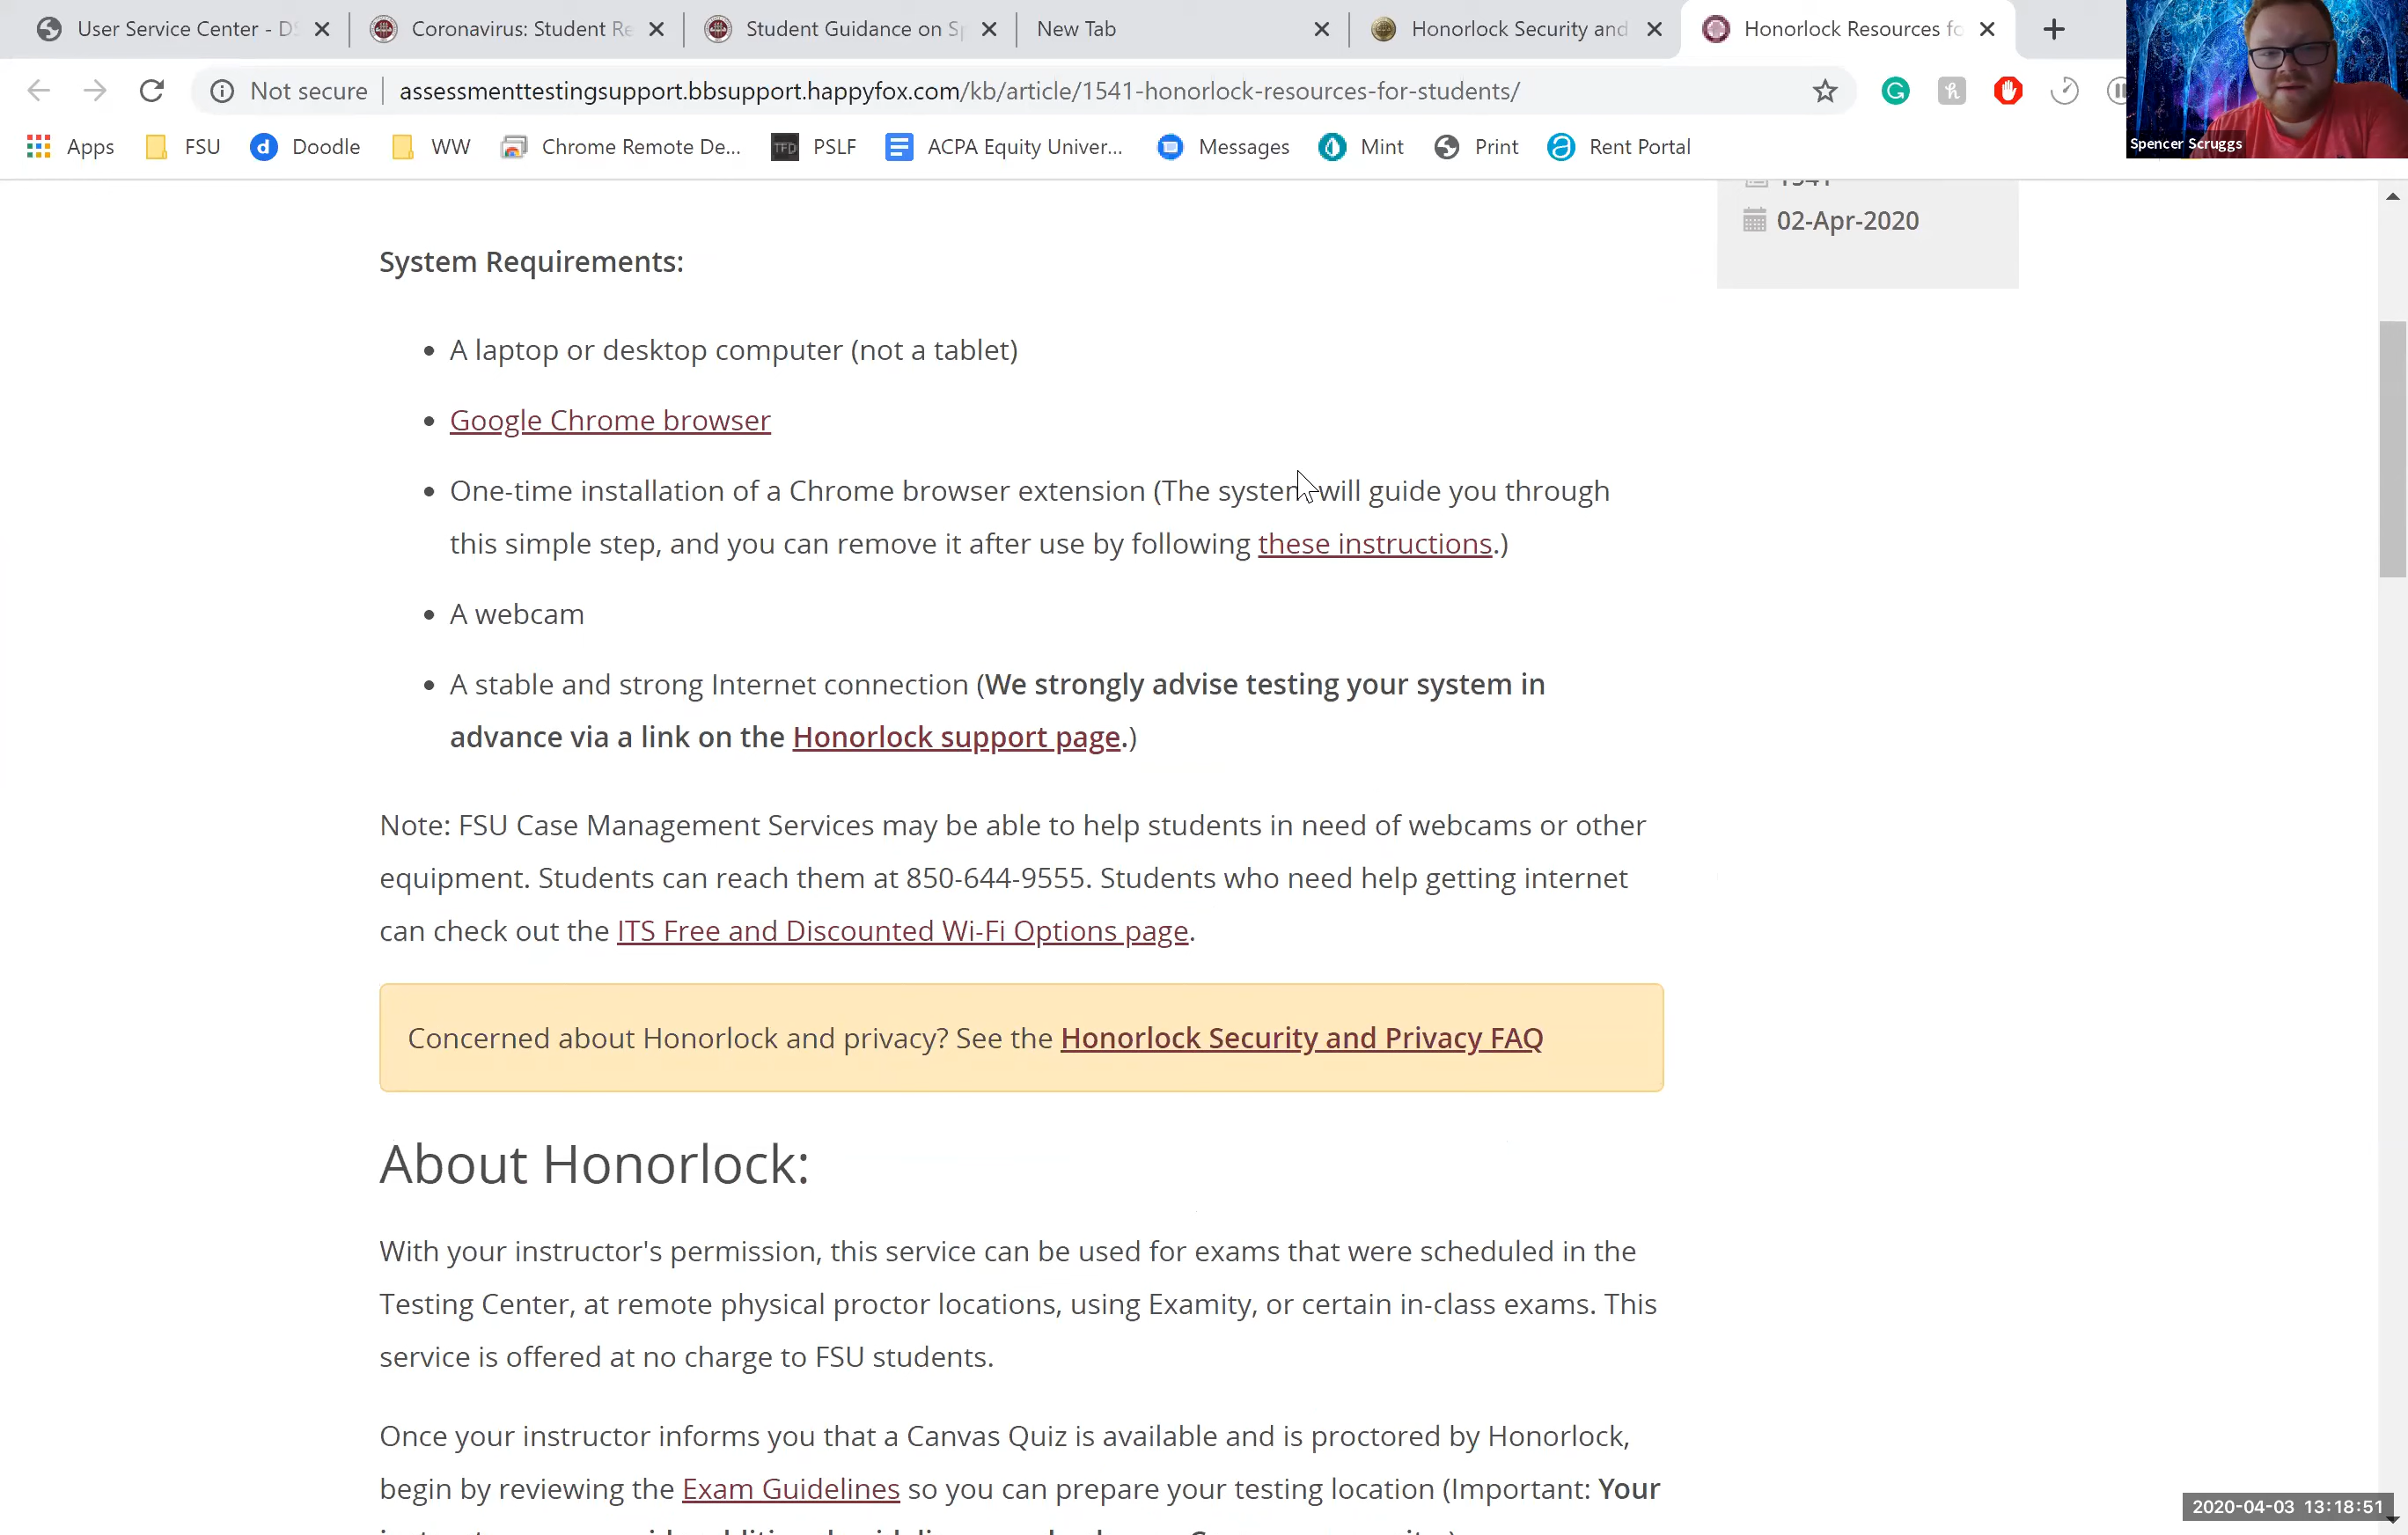 User Service Center - DS
Coronavirus: Student Re
Student Guidance on Sp
New Tab
Honorlock Security and
Honorlock Resources fo
Not secure
assessmenttestingsupport.bbsupport.happyfox.com/kb/article/1541-honorlock-resources-for-students/
Apps
FSU
Doodle
WW
Chrome Remote De...
PSLF
ACPA Equity Univer...
Messages
Mint
Print
Rent Portal
Spencer Scruggs
1541
02-Apr-2020
System Requirements:
• A laptop or desktop computer (not a tablet)
• Google Chrome browser
• One-time installation of a Chrome browser extension (The system will guide you through
this simple step, and you can remove it after use by following these instructions.)
• A webcam
• A stable and strong Internet connection (We strongly advise testing your system in
advance via a link on the Honorlock support page.)
Note: FSU Case Management Services may be able to help students in need of webcams or other
equipment. Students can reach them at 850-644-9555. Students who need help getting internet
can check out the ITS Free and Discounted Wi-Fi Options page.
Concerned about Honorlock and privacy? See the Honorlock Security and Privacy FAQ
About Honorlock:
With your instructor's permission, this service can be used for exams that were scheduled in the
Testing Center, at remote physical proctor locations, using Examity, or certain in-class exams. This
service is offered at no charge to FSU students.
Once your instructor informs you that a Canvas Quiz is available and is proctored by Honorlock,
begin by reviewing the Exam Guidelines so you can prepare your testing location (Important: Your
2020-04-03 13:18:51